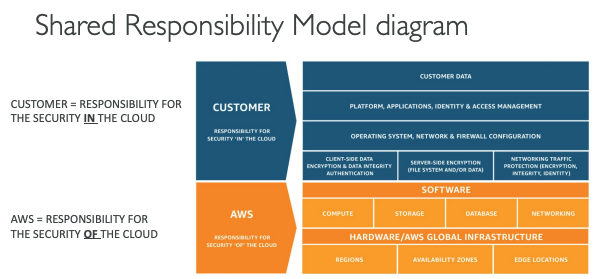 Shared Responsibility Model diagram
CUSTOMER = RESPONSIBILITY FOR
THE SECURITY IN THE CLOUD
CUSTOMER
RESPONSIBILITY FOR
SECURITY 'IN' THE CLOUD
CUSTOMER DATA
PLATFORM, APPLICATIONS, IDENTITY & ACCESS MANAGEMENT
OPERATING SYSTEM, NETWORK & FIREWALL CONFIGURATION
CLIENT-SIDE DATA
ENCRYPTION & DATA INTEGRITY
AUTHENTICATION
SERVER-SIDE ENCRYPTION
(FILE SYSTEM AND/OR DATA)
NETWORKING TRAFFIC
PROTECTION (ENCRYPTION,
INTEGRITY, IDENTITY)
AWS = RESPONSIBILITY FOR
THE SECURITY OF THE CLOUD
AWS
RESPONSIBILITY FOR
SECURITY 'OF' THE CLOUD
SOFTWARE
COMPUTE
STORAGE
DATABASE
NETWORKING
HARDWARE/AWS GLOBAL INFRASTRUCTURE
REGIONS
AVAILABILITY ZONES
EDGE LOCATIONS